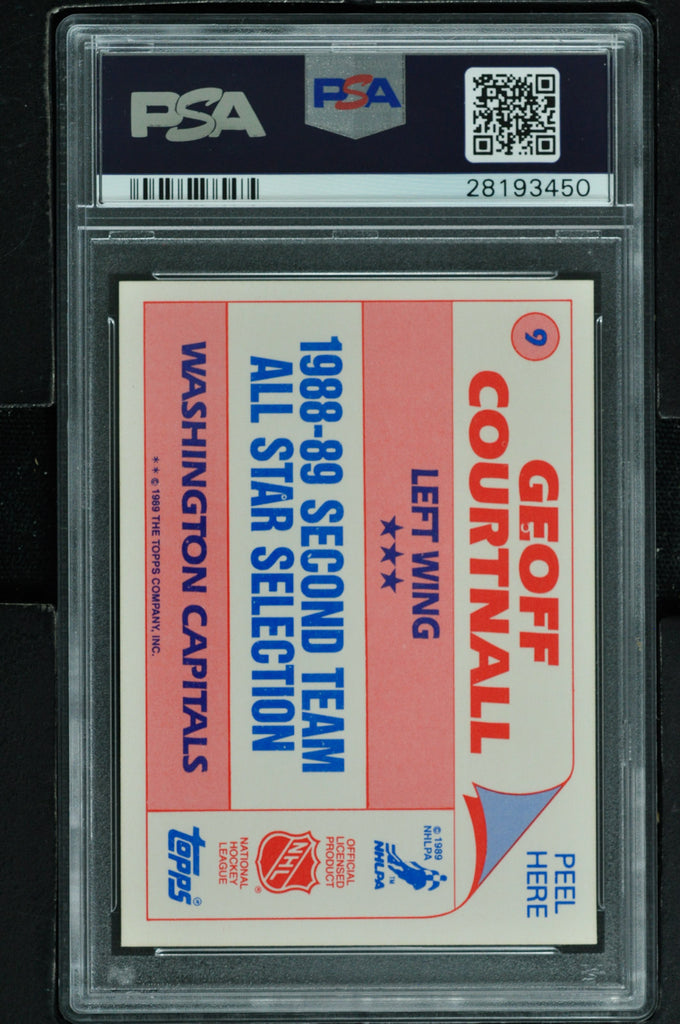 PSA
PSA
28193450
9
GEOFF
COURTNALL
LEFT WING
★★★
1988-89 SECOND TEAM
ALL STAR SELECTION
WASHINGTON CAPITALS
** © 1989 THE TOPPS COMPANY, INC.
PEEL
HERE
© 1989
NHLPA
NHLPA™
OFFICIAL
LICENSED
PRODUCT
NHL®
NATIONAL
HOCKEY
LEAGUE
TOPPS®